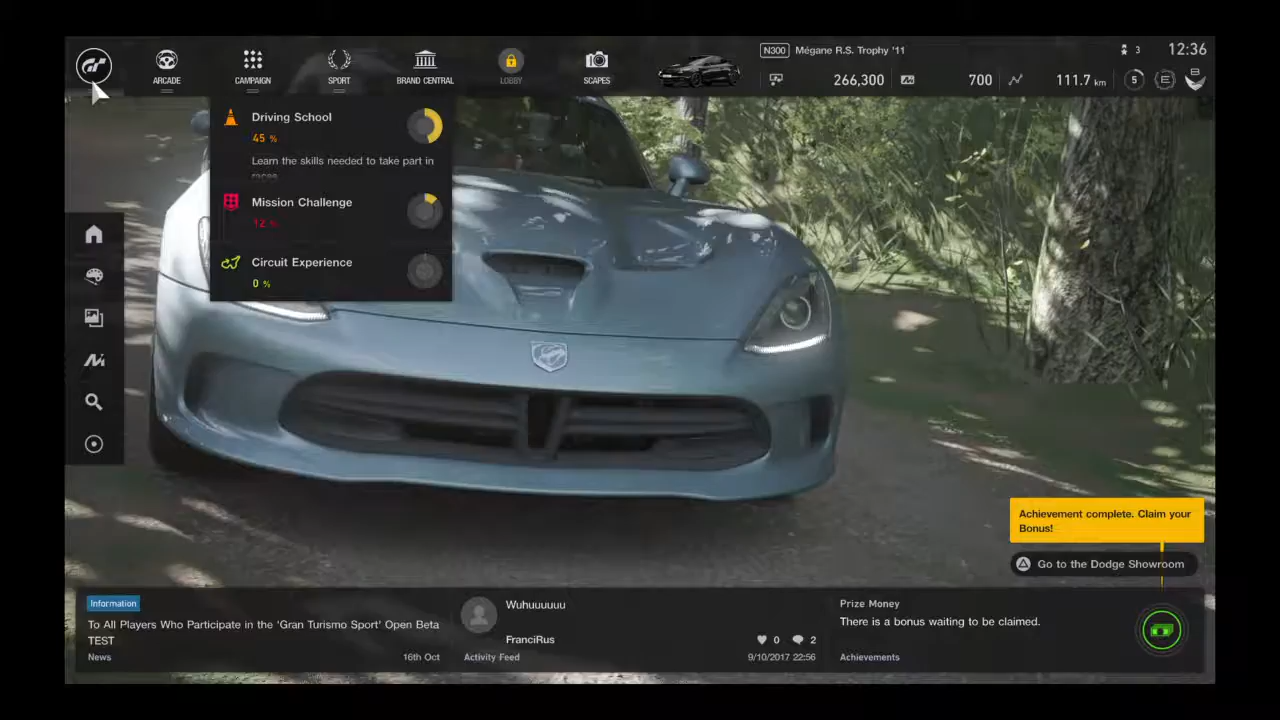 N300 Mégane R.S. Trophy '11
3
12:36
ARCADE
CAMPAIGN
SPORT
BRAND CENTRAL
LOBBY
SCAPES
266,300
700
111.7 km
5
E
B
Driving School
45 %
Learn the skills needed to take part in
races
Mission Challenge
12 %
Circuit Experience
0 %
Achievement complete. Claim your
Bonus!
Go to the Dodge Showroom
Information
To All Players Who Participate in the 'Gran Turismo Sport' Open Beta
TEST
News
16th Oct
Wuhuuuuuu
FranciRus
0
2
Activity Feed
9/10/2017 22:56
Prize Money
There is a bonus waiting to be claimed.
Achievements